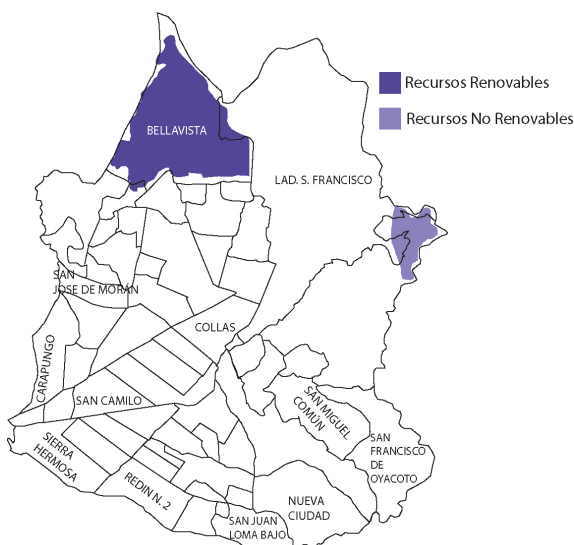 Recursos Renovables
Recursos No Renovables
BELLAVISTA
LAD. S. FRANCISCO
SAN
JOSE DE MORÁN
COLLAS
CARAPUNGO
SAN CAMILO
SAN MIGUEL
COMÚN
SIERRA
HERMOSA
REDIN N. 2
SAN
FRANCISCO
DE
OYACOTO
NUEVA
CIUDAD
SAN JUAN
LOMA BAJO